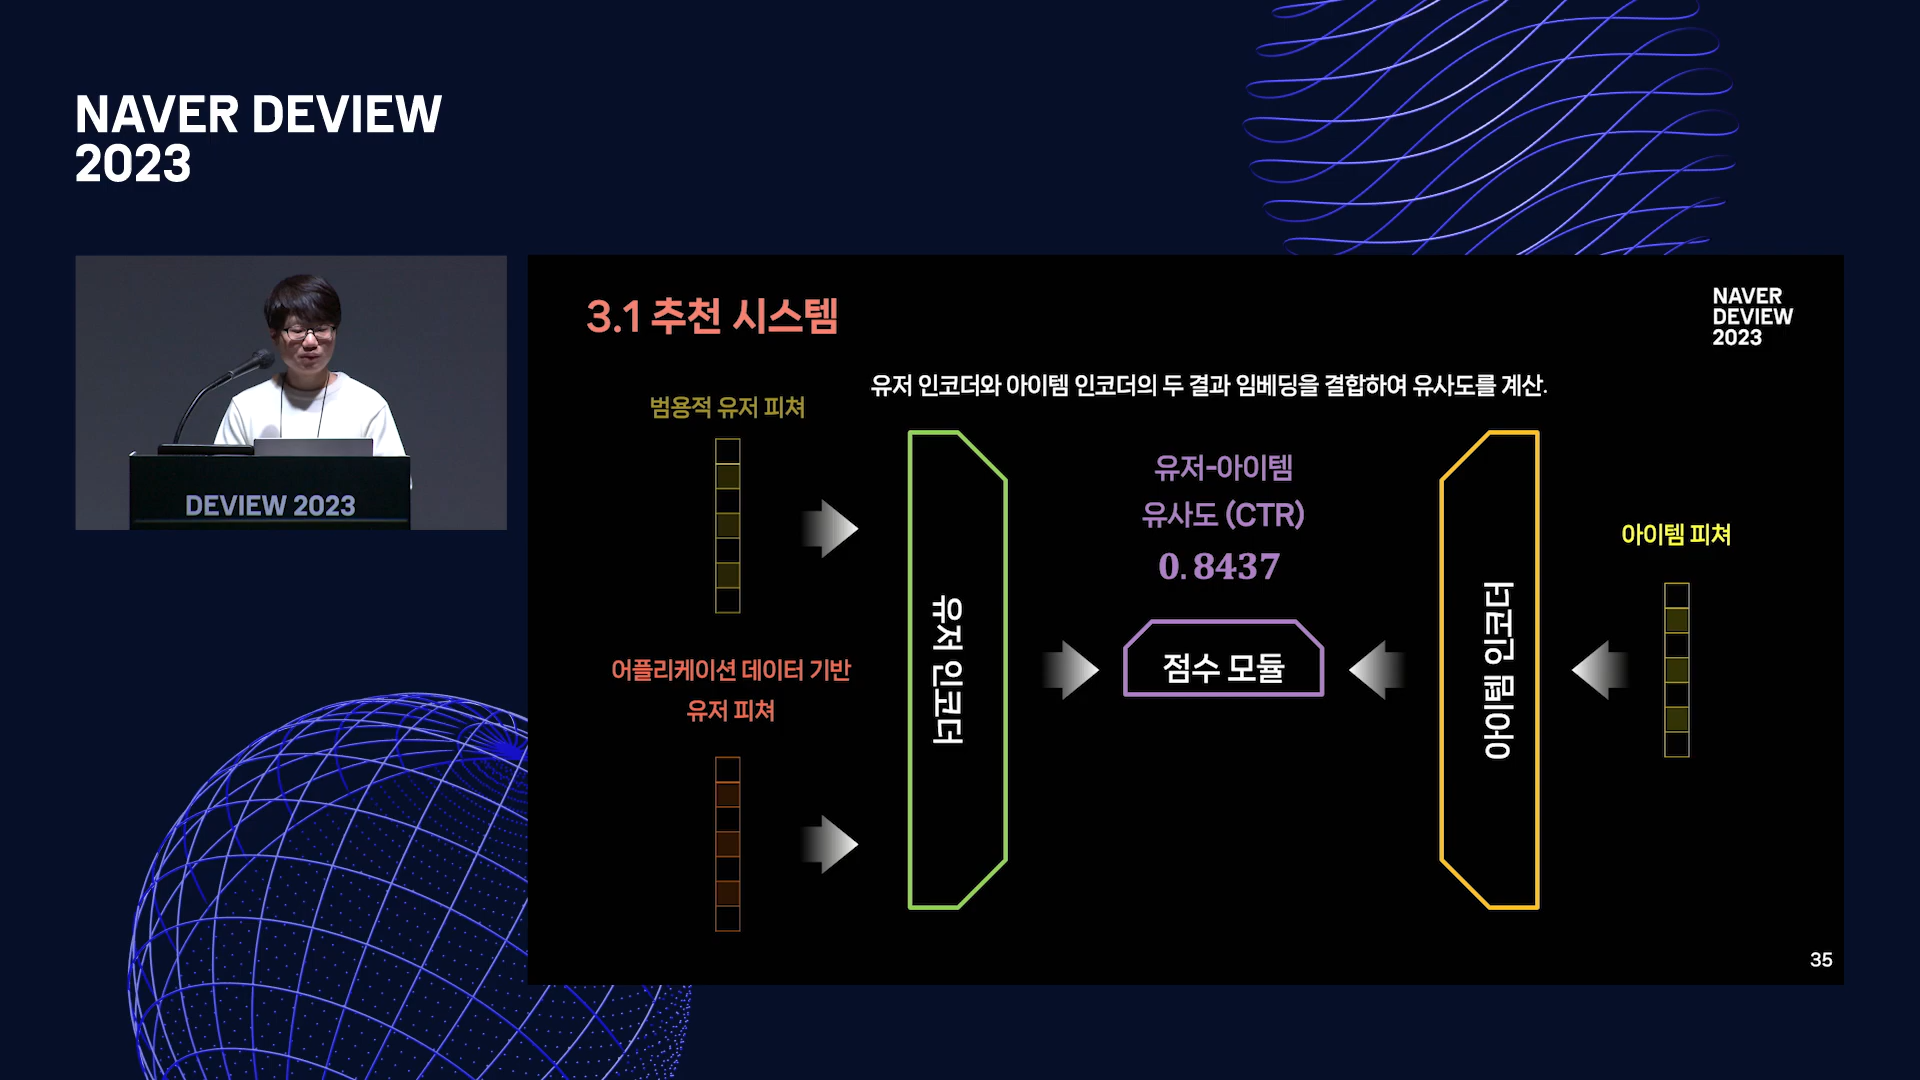 NAVER DEVIEW
2023
DEVIEW 2023
3.1 추천 시스템
NAVER
DEVIEW
2023
유저 인코더와 아이템 인코더의 두 결과 임베딩을 결합하여 유사도를 계산.
범용적 유저 피쳐
어플리케이션 데이터 기반
유저 피쳐
유저 인코더
유저-아이템
유사도 (CTR)
0.8437
점수 모듈
아이템 인코더
아이템 피쳐
35